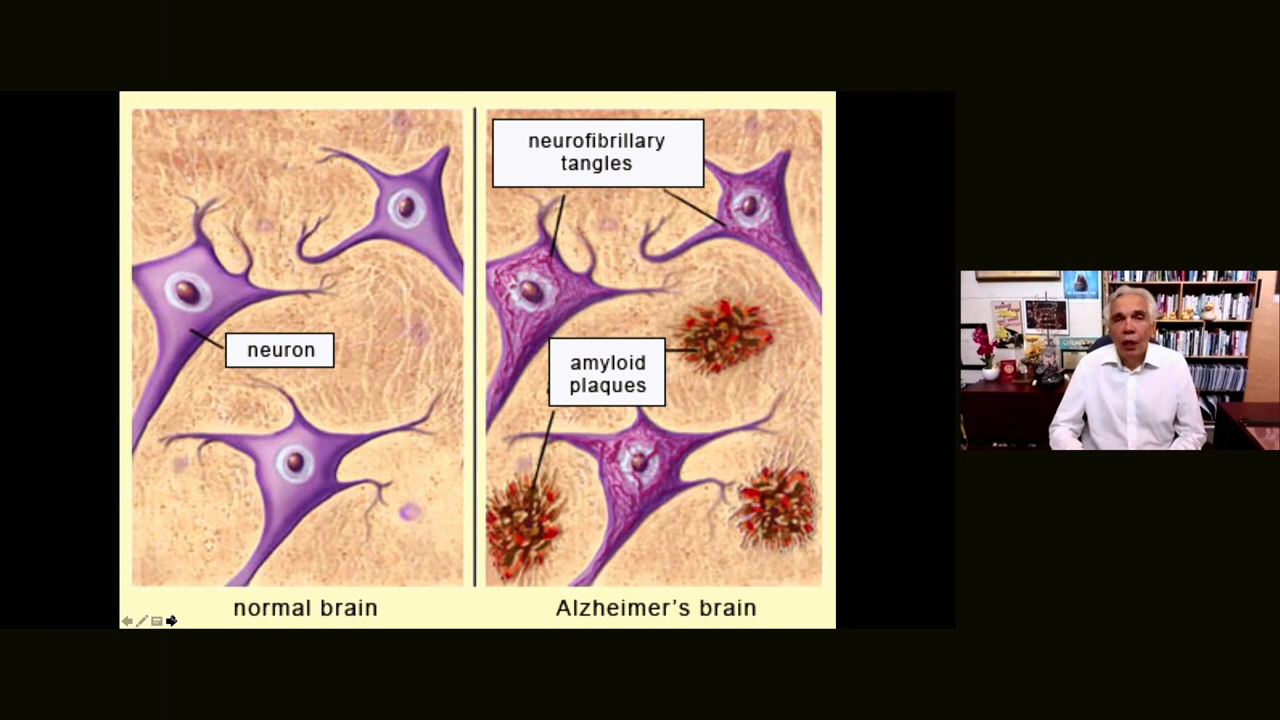 neurofibrillary
tangles
neuron
amyloid
plaques
normal brain
Alzheimer's brain